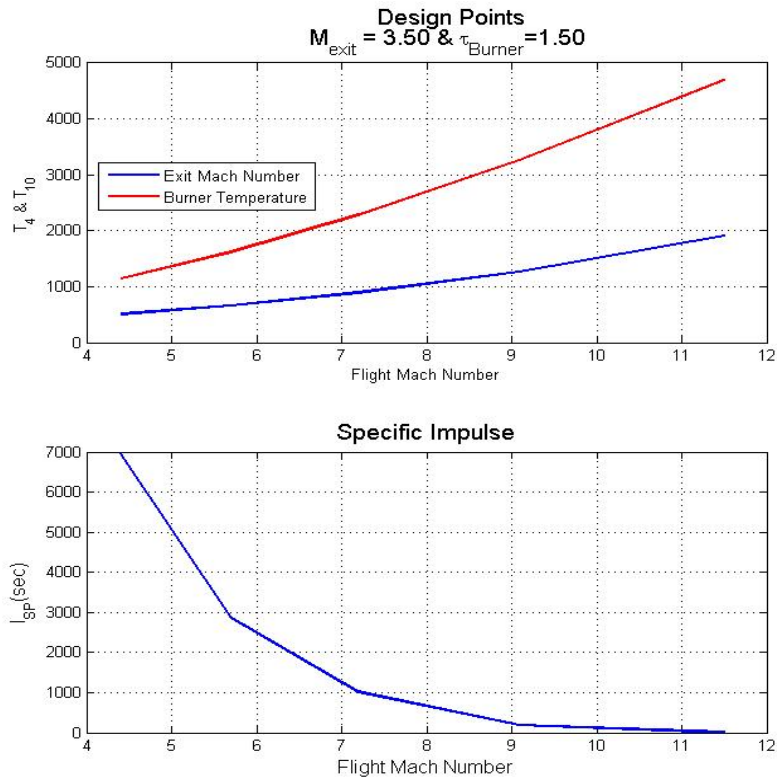 Design Points
M_exit = 3.50 & τ_Burner=1.50
5000
4000
3000
2000
1000
0
T_4 & T_10
Exit Mach Number
Burner Temperature
4 5 6 7 8 9 10 11 12
Flight Mach Number
Specific Impulse
7000
6000
5000
4000
3000
2000
1000
0
I_SP(sec)
4 5 6 7 8 9 10 11 12
Flight Mach Number